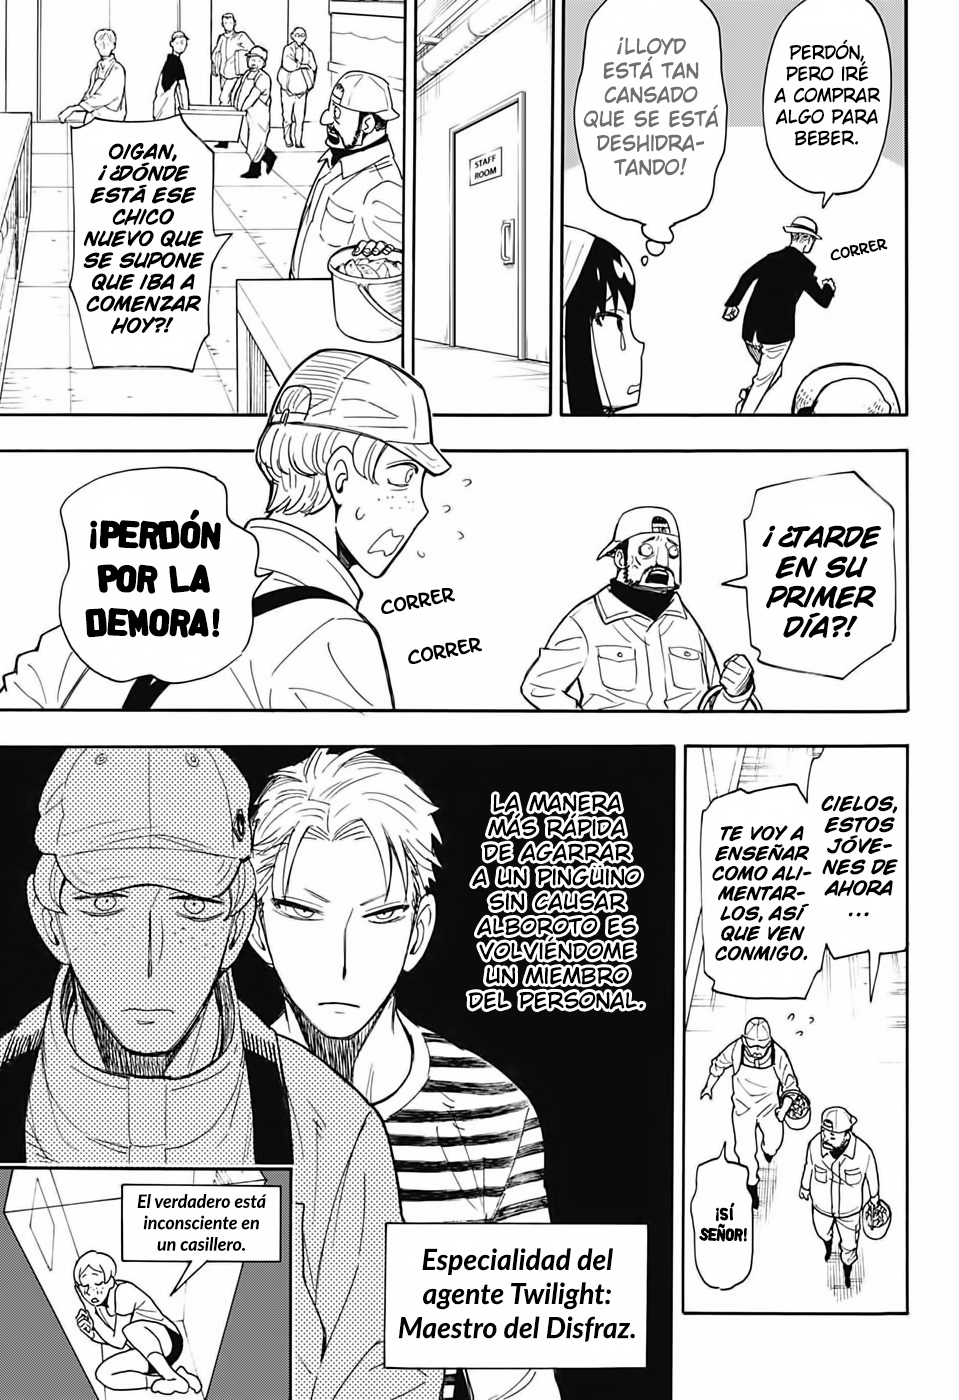 PERDÓN,
PERO IRÉ
A COMPRAR
ALGO PARA
BEBER.
CORRER
¡LLOYD
ESTÁ TAN
CANSADO
QUE SE ESTÁ
DESHIDRA-
TANDO!
STAFF
ROOM
OIGAN,
¡¿DÓNDE
ESTÁ ESE
CHICO
NUEVO QUE
SE SUPONE
QUE IBA A
COMENZAR
HOY?!
¡¿TARDE
EN SU
PRIMER
DÍA?!
¡PERDÓN
POR LA
DEMORA!
CORRER
CORRER
CIELOS,
ESTOS
JÓVE-
NES DE
AHORA
...
TE VOY A
ENSEÑAR
COMO ALI-
MENTAR-
LOS, ASÍ
QUE VEN
CONMIGO.
¡SÍ
SEÑOR!
LA MANERA
MÁS RÁPIDA
DE AGARRAR
A UN PINGÜINO
SIN CAUSAR
ALBOROTO ES
VOLVIÉNDOME
UN MIEMBRO
DEL PERSONAL.
Especialidad del
agente Twilight:
Maestro del Disfraz.
El verdadero está
inconsciente en
un casillero.